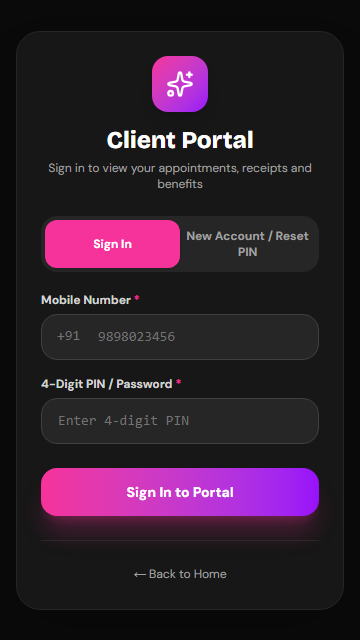 Client Portal
Sign in to view your appointments, receipts and
benefits
Sign In
New Account / Reset
PIN
Mobile Number *
+91 9898023456
4-Digit PIN / Password *
Enter 4-digit PIN
Sign In to Portal
← Back to Home